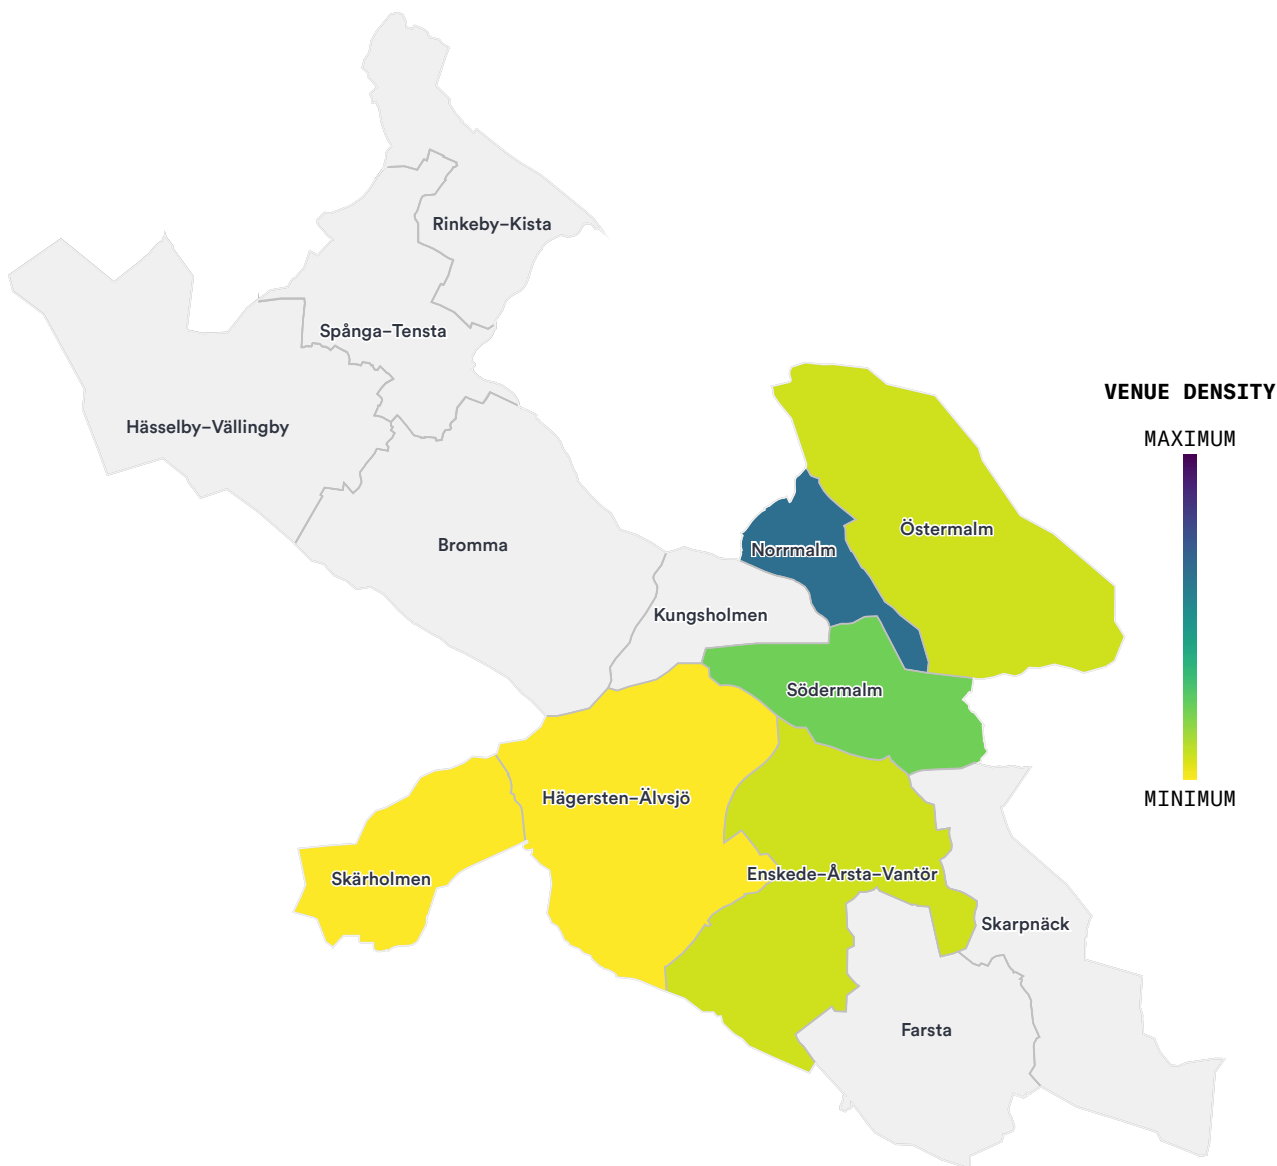 Rinkeby–Kista
Spånga–Tensta
Hässelby–Vällingby
Bromma
Kungsholmen
Norrmalm
Östermalm
Södermalm
Hägersten–Älvsjö
Skärholmen
Enskede–Årsta–Vantör
Skarpnäck
Farsta
VENUE DENSITY
MAXIMUM
MINIMUM